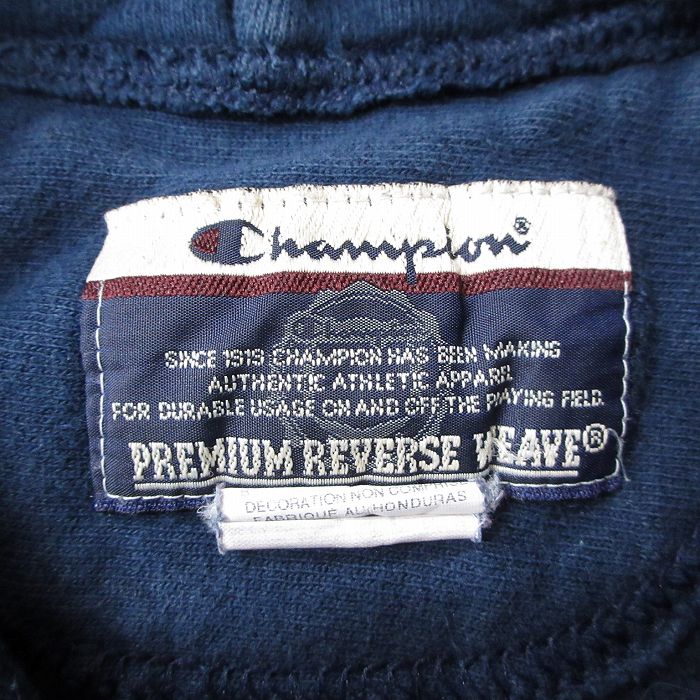 Champion®
Champion
SINCE 1919 CHAMPION HAS BEEN MAKING
AUTHENTIC ATHLETIC APPAREL
FOR DURABLE USAGE ON AND OFF THE PLAYING FIELD.
PREMIUM REVERSE WEAVE®
DECORATION NON
FABRIQUE AU HONDURAS